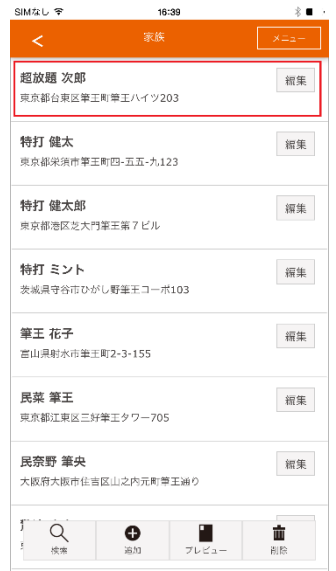 SIMなし 16:39
< 家族 メニュー
超放題 次郎
東京都台東区筆王町筆王ハイツ203
編集
特打 健太
東京都栄須市筆王町四-五五-九123
編集
特打 健太郎
東京都港区芝大門筆王第７ビル
編集
特打 ミント
茨城県守谷市ひがし野筆王コーポ103
編集
筆王 花子
富山県射水市筆王町2-3-155
編集
民菜 筆王
東京都江東区三好筆王タワー705
編集
民奈野 筆央
大阪府大阪市住吉区山之内元町筆王通り
編集
検索 追加 プレビュー 削除